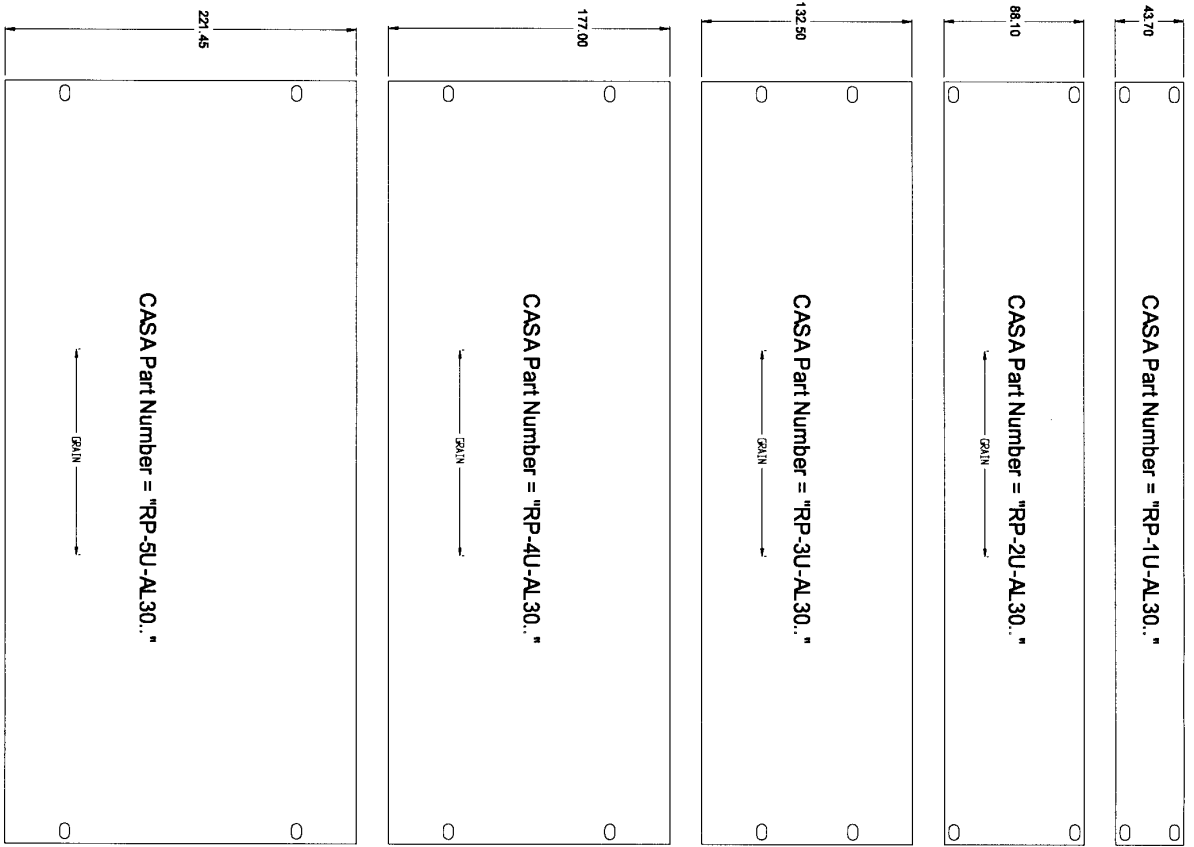 43.70
CASA Part Number = "RP-1U-AL30.."
88.10
CASA Part Number = "RP-2U-AL30.."
GRAIN
132.50
CASA Part Number = "RP-3U-AL30.."
GRAIN
177.00
CASA Part Number = "RP-4U-AL30.."
GRAIN
221.45
CASA Part Number = "RP-5U-AL30.."
GRAIN